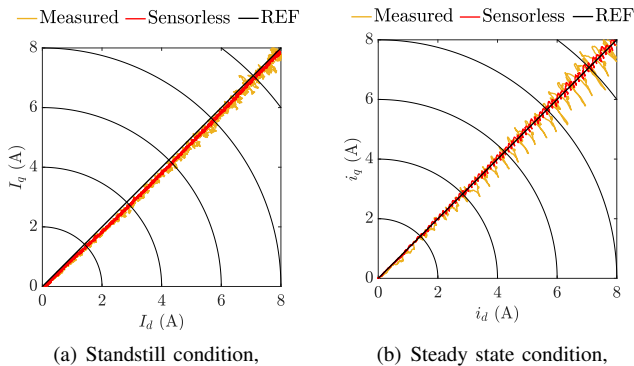 Measured Sensorless REF
8
6
4
2
0
0 2 4 6 8
I_q (A)
I_d (A)
(a) Standstill condition,
Measured Sensorless REF
8
6
4
2
0
0 2 4 6 8
i_q (A)
i_d (A)
(b) Steady state condition,